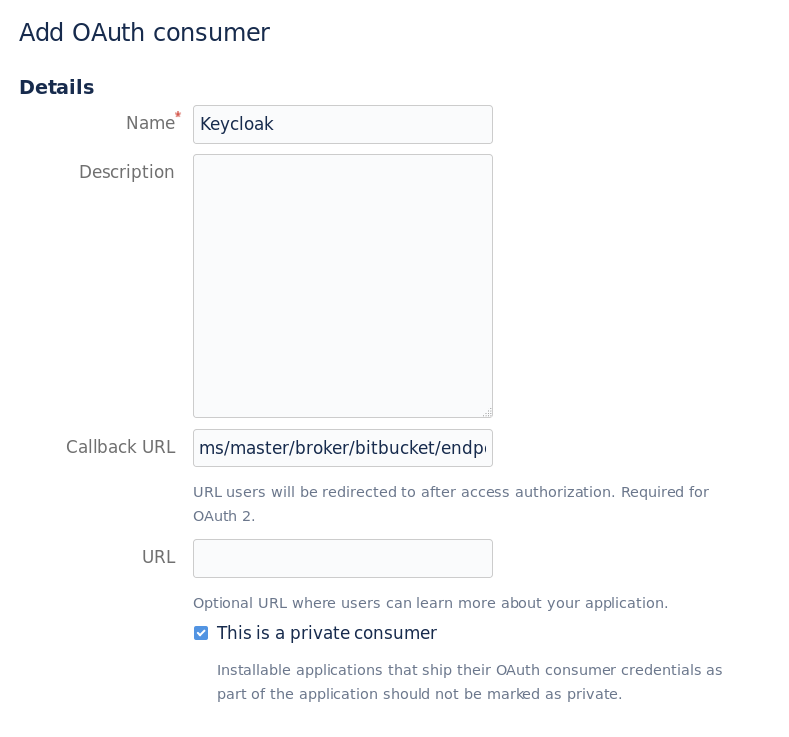 Add OAuth consumer
Details
Name*
Keycloak
Description
Callback URL
ms/master/broker/bitbucket/endp
URL users will be redirected to after access authorization. Required for
OAuth 2.
URL
Optional URL where users can learn more about your application.
This is a private consumer
Installable applications that ship their OAuth consumer credentials as
part of the application should not be marked as private.